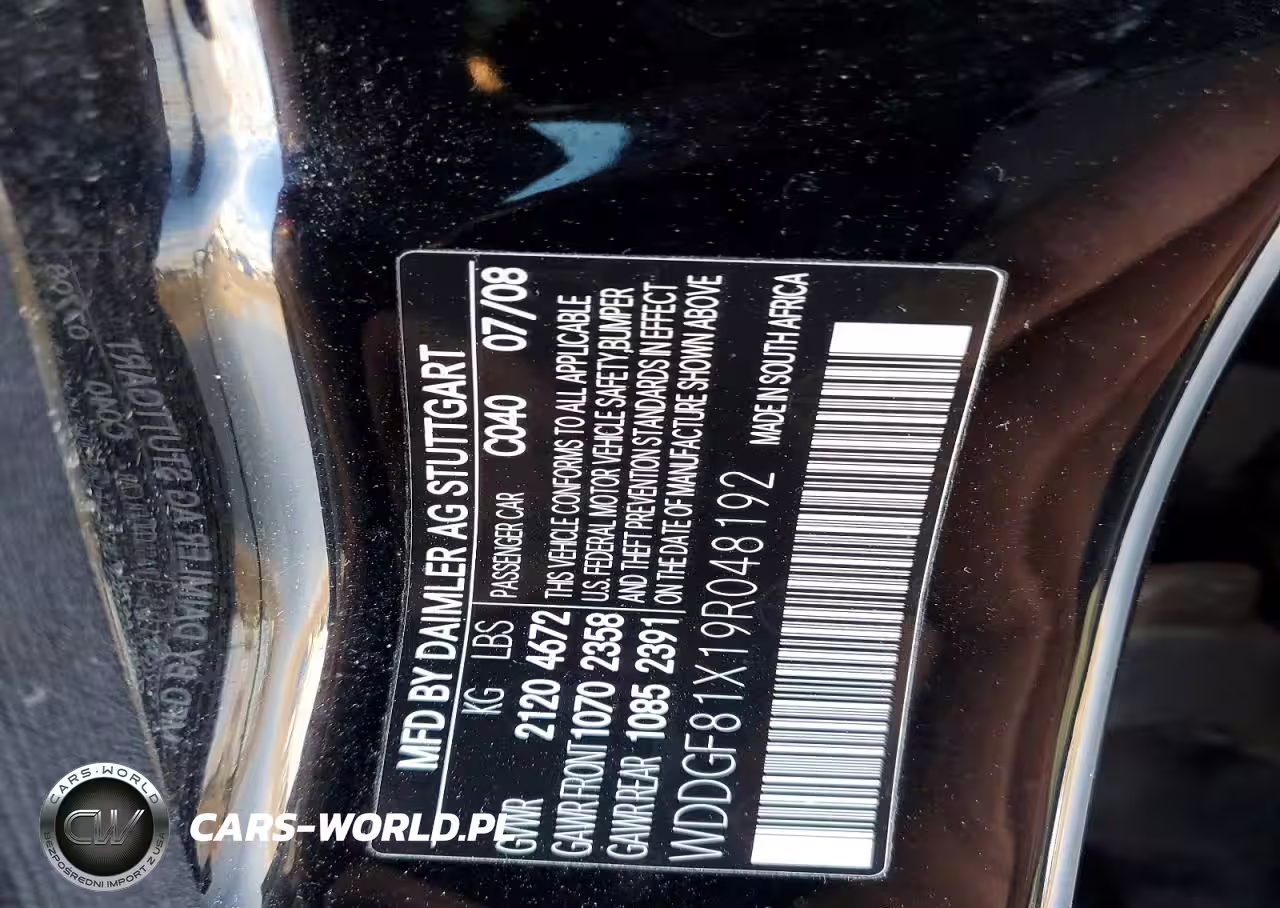 MFD BY DAIMLER AG STUTTGART
KG LBS PASSENGER CAR C040 07/08
GVWR 2120 4672 THIS VEHICLE CONFORMS TO ALL APPLICABLE
GAWR FRONT 1070 2358 U.S. FEDERAL MOTOR VEHICLE SAFETY BUMPER
GAWR REAR 1085 2391 AND THEFT PREVENTION STANDARDS IN EFFECT
ON THE DATE OF MANUFACTURE SHOWN ABOVE
WDDGF81X19R048192
MADE IN SOUTH AFRICA
CARS-WORLD
CW
BEZPOŚREDNI IMPORT Z USA
CARS-WORLD.PL